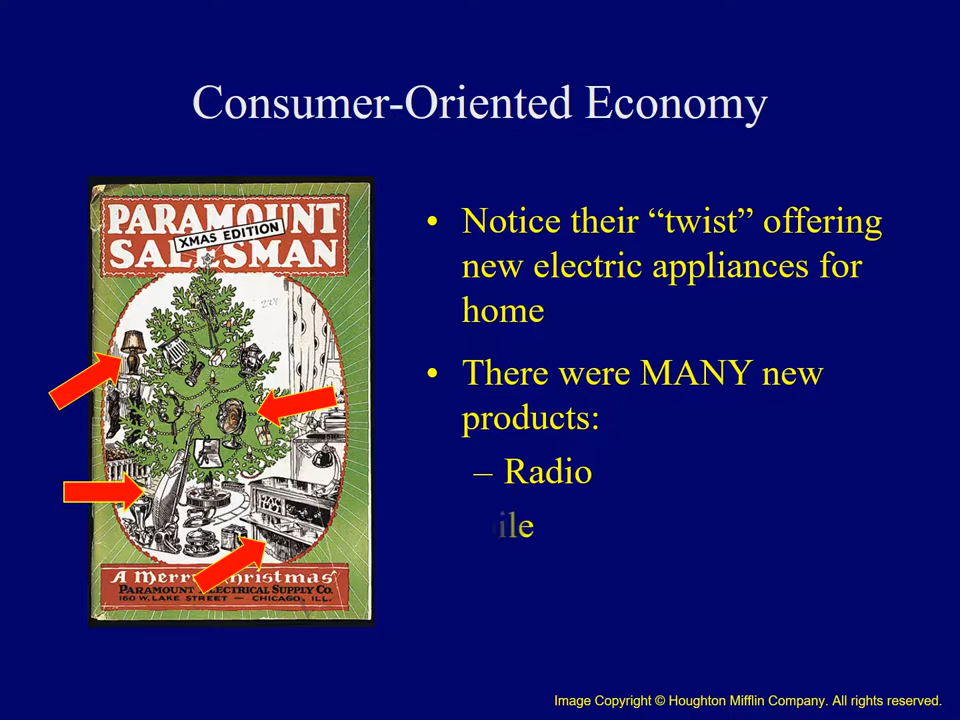 Consumer-Oriented Economy
PARAMOUNT
XMAS EDITION
SALESMAN
A Merry Christmas
PARAMOUNT ELECTRICAL SUPPLY CO.
160 W. LAKE STREET – CHICAGO, ILL.
• Notice their “twist” offering
new electric appliances for
home
• There were MANY new
products:
– Radio
ile
Image Copyright © Houghton Mifflin Company. All rights reserved.